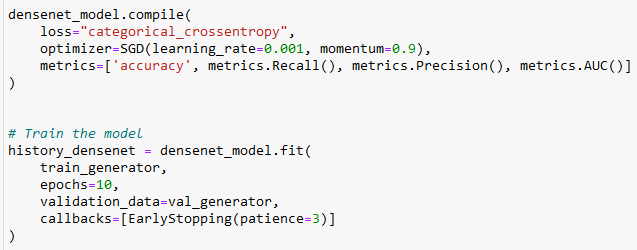 densenet_model.compile(
    loss="categorical_crossentropy",
    optimizer=SGD(learning_rate=0.001, momentum=0.9),
    metrics=['accuracy', metrics.Recall(), metrics.Precision(), metrics.AUC()]
)
# Train the model
history_densenet = densenet_model.fit(
    train_generator,
    epochs=10,
    validation_data=val_generator,
    callbacks=[EarlyStopping(patience=3)]
)